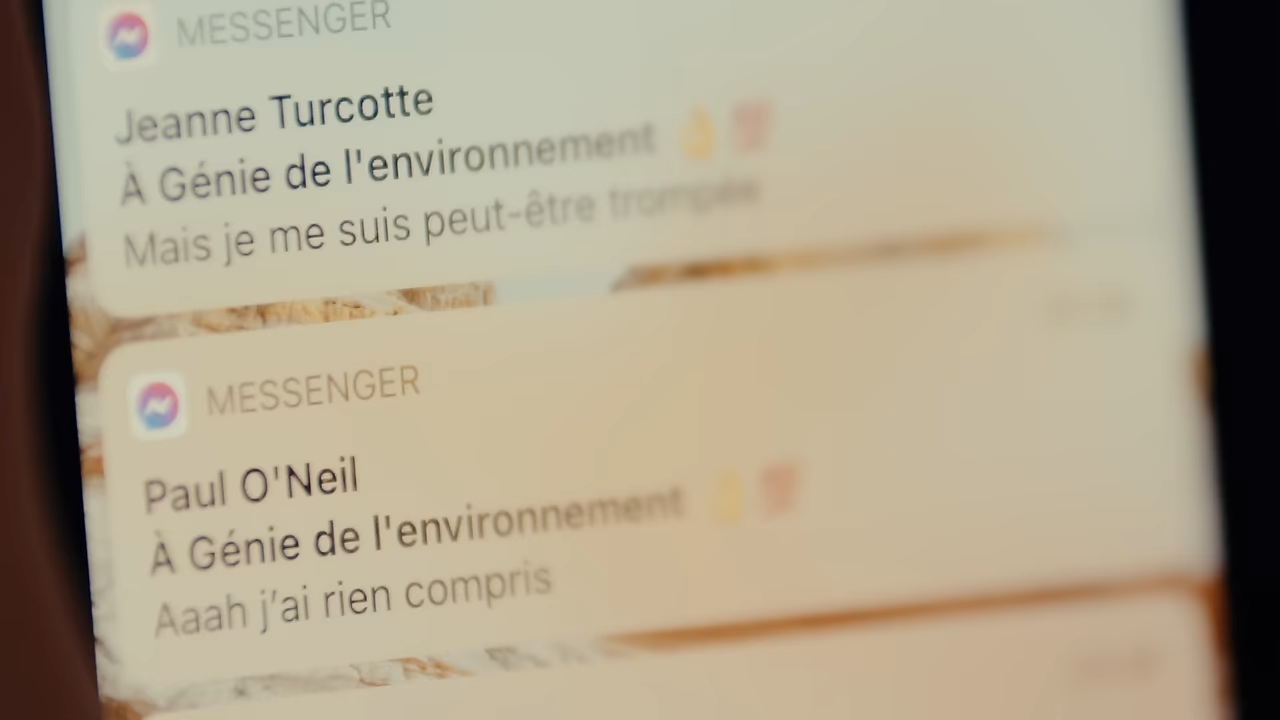 MESSENGER
Jeanne Turcotte
À Génie de l'environnement 👌 💯
Mais je me suis peut-être trompée
MESSENGER
Paul O'Neil
À Génie de l'environnement 👌 💯
Aaah j’ai rien compris